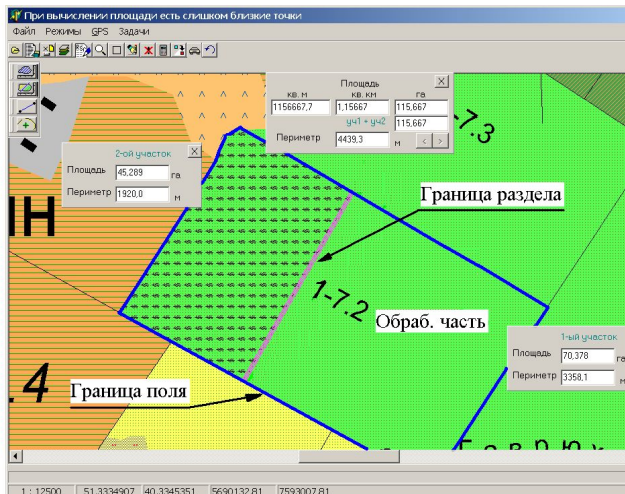 При вычислении площади есть слишком близкие точки
Файл Режимы GPS Задачи
Площадь
кв. м кв. км га
1156667,7 1,15667 115,667
уч1 + уч2 115,667
Периметр 4439,3 м < >
1-7.3
2-ой участок
Площадь 45,289 га
Периметр 1920,0 м
Граница раздела
ІН
1-7.2
Обраб. часть
1-ый участок
Площадь 70,378 га
Периметр 3358,1 м
.4
Граница поля
Гаврюх
1 : 12500 51.3334907 40.3345351 5690132.81 7593007.81